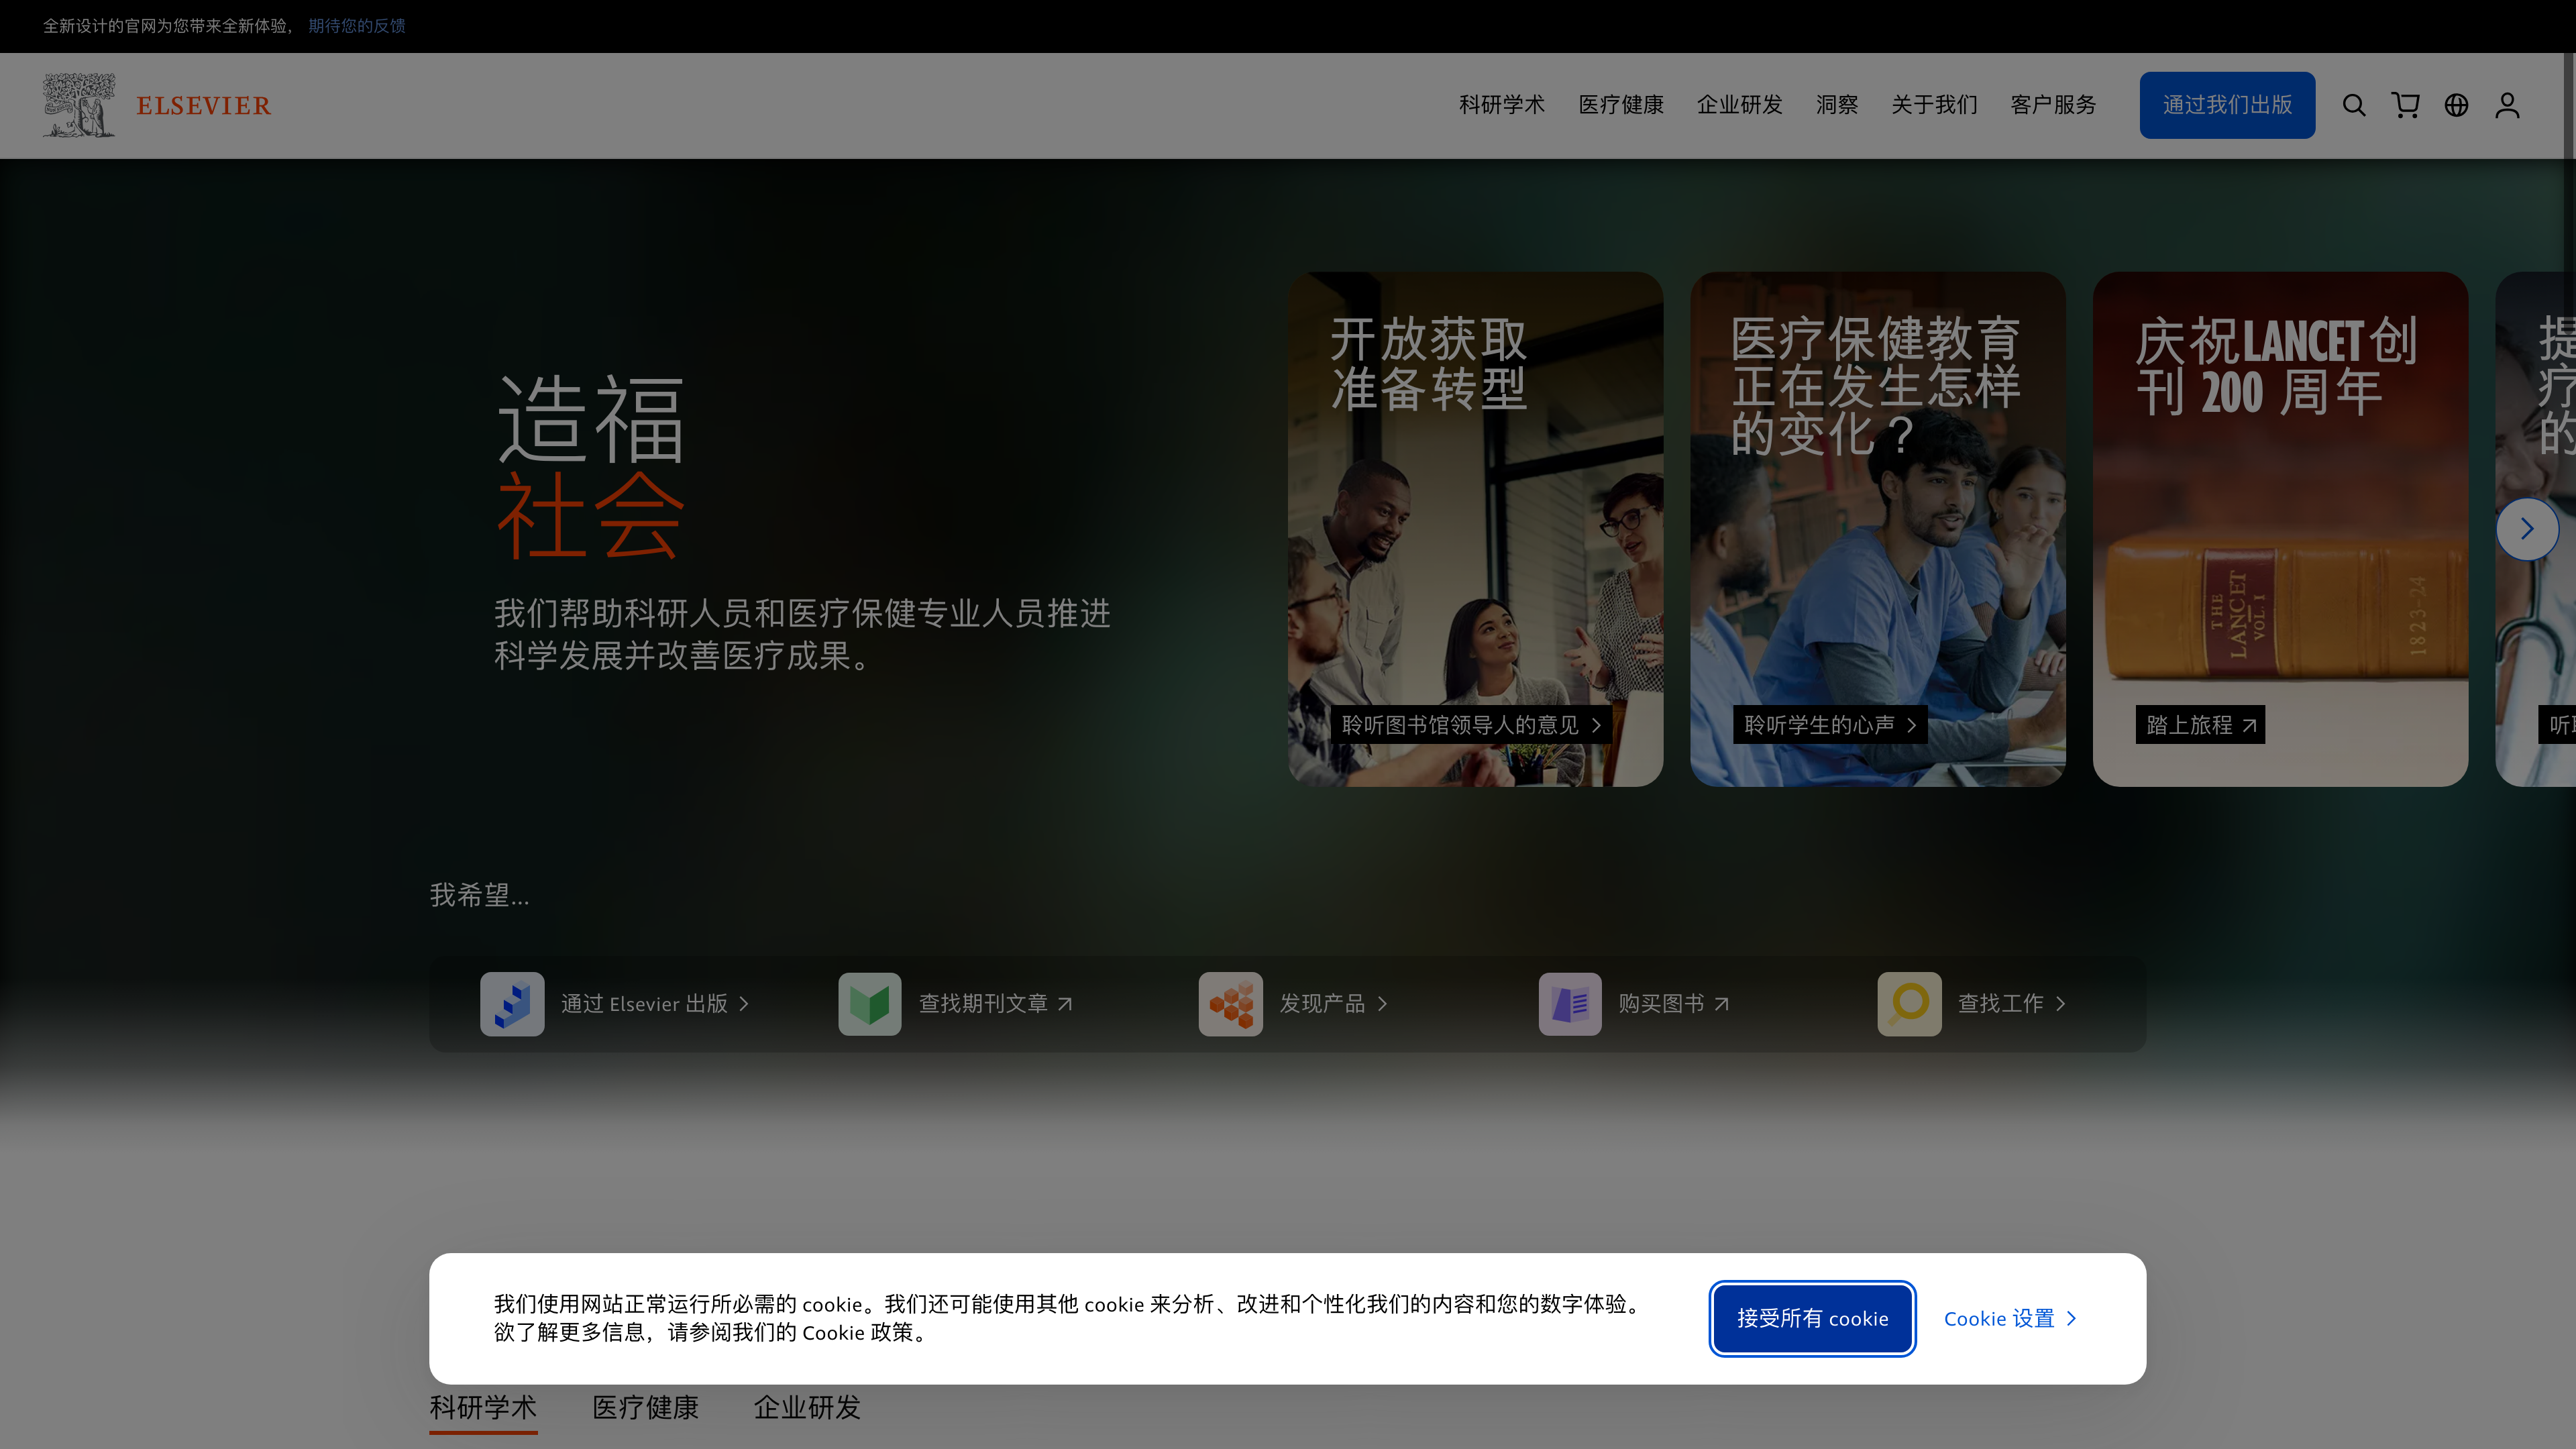 全新设计的官网为您带来全新体验， 期待您的反馈
ELSEVIER
科研学术 医疗健康 企业研发 洞察 关于我们 客户服务 通过我们出版
造福
社会
我们帮助科研人员和医疗保健专业人员推进
科学发展并改善医疗成果。
开放获取
准备转型
聆听图书馆领导人的意见
医疗保健教育
正在发生怎样
的变化？
聆听学生的心声
庆祝LANCET创
刊 200 周年
THE
LANCET
VOL. I
1823-24
踏上旅程
提
疗
的
我希望...
通过 Elsevier 出版 查找期刊文章 发现产品 购买图书 查找工作
我们使用网站正常运行所必需的 cookie。我们还可能使用其他 cookie 来分析、改进和个性化我们的内容和您的数字体验。
欲了解更多信息，请参阅我们的 Cookie 政策。
接受所有 cookie
Cookie 设置
科研学术 医疗健康 企业研发